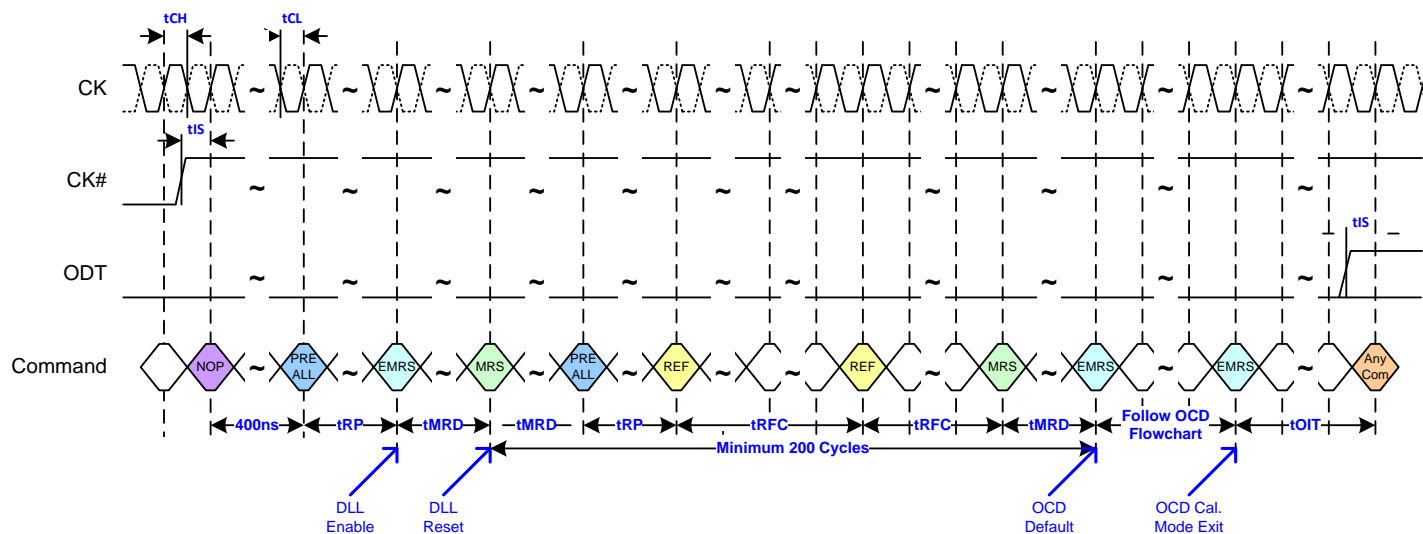 tCH
tCL
CK
~ ~ ~ ~ ~ ~ ~ ~ ~ ~ ~
tIS
CK#
~ ~ ~ ~ ~ ~ ~ ~ ~ ~ ~
tIS
ODT
~ ~ ~ ~ ~ ~ ~ ~ ~ ~ ~
Command
NOP
~
PRE
ALL
~
EMRS
~
MRS
~
PRE
ALL
~
REF
~
~
REF
~
MRS
~
EMRS
~
EMRS
~
Any
Com
400ns
tRP
tMRD
tMRD
tRP
tRFC
tRFC
tMRD
Follow OCD
Flowchart
tOIT
Minimum 200 Cycles
DLL
Enable
DLL
Reset
OCD
Default
OCD Cal.
Mode Exit